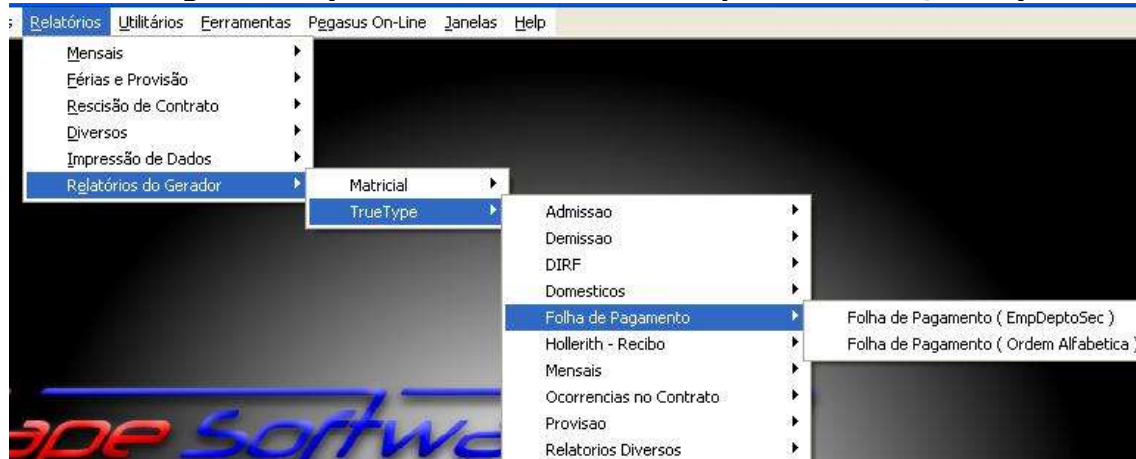 Relatórios Utilitários Ferramentas Pegasus On-Line Janelas Help
Mensais
Férias e Provisão
Rescisão de Contrato
Diversos
Impressão de Dados
Relatórios do Gerador
Matricial
TrueType
Admissao
Demissao
DIRF
Domesticos
Folha de Pagamento
Folha de Pagamento ( EmpDeptoSec )
Folha de Pagamento ( Ordem Alfabetica )
Hollerith - Recibo
Mensais
Ocorrencias no Contrato
Provisao
Relatorios Diversos